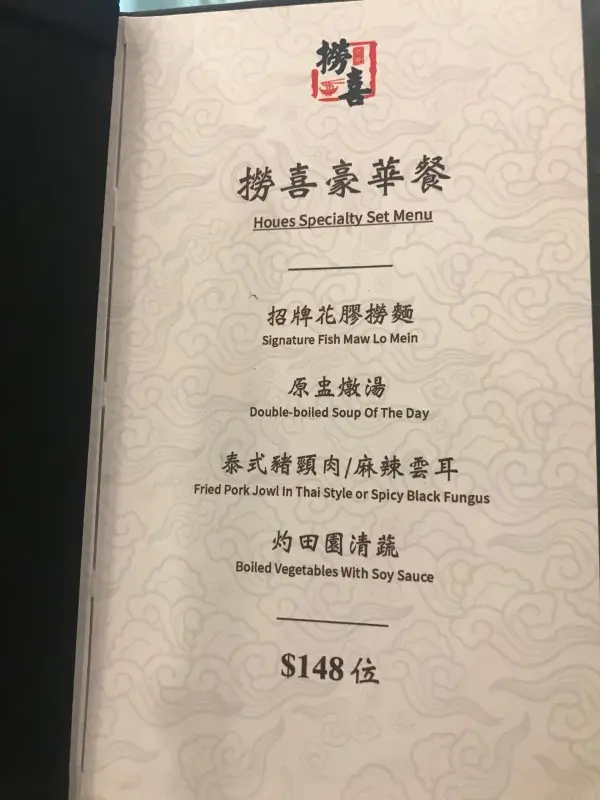 撈喜
撈喜豪華餐
Houes Specialty Set Menu
招牌花膠撈麵
Signature Fish Maw Lo Mein
原盅燉湯
Double-boiled Soup Of The Day
泰式豬頸肉/麻辣雲耳
Fried Pork Jowl In Thai Style or Spicy Black Fungus
灼田園清蔬
Boiled Vegetables With Soy Sauce
$148位